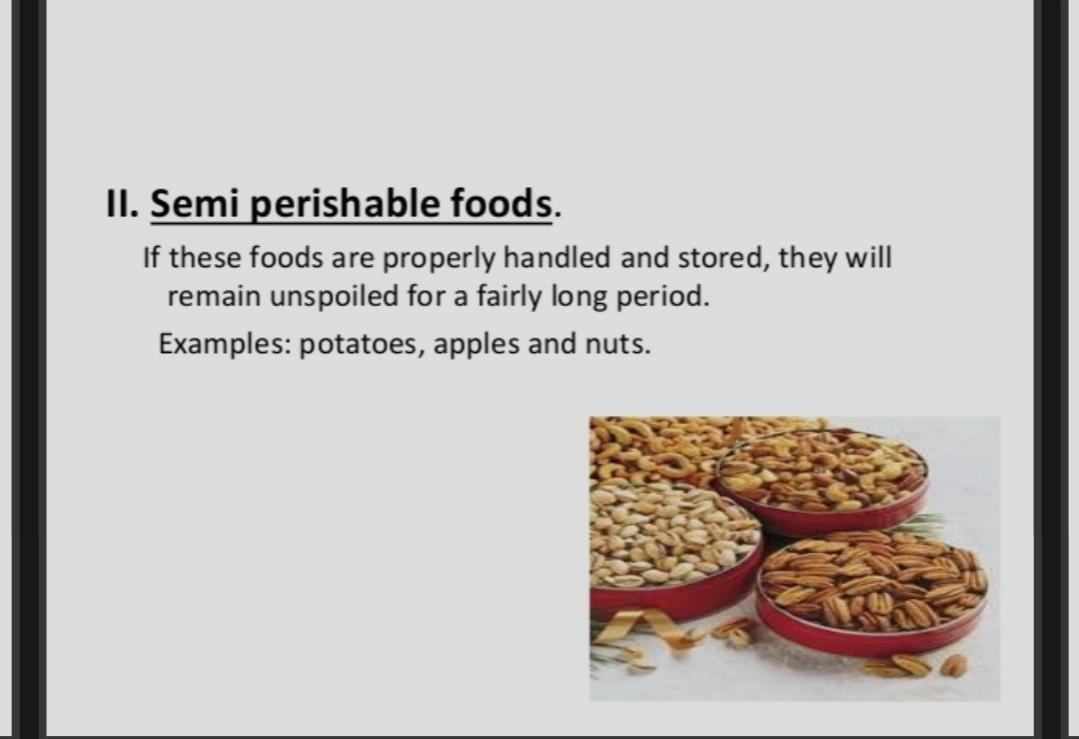 II. Semi perishable foods.
If these foods are properly handled and stored, they will
remain unspoiled for a fairly long period.
Examples: potatoes, apples and nuts.